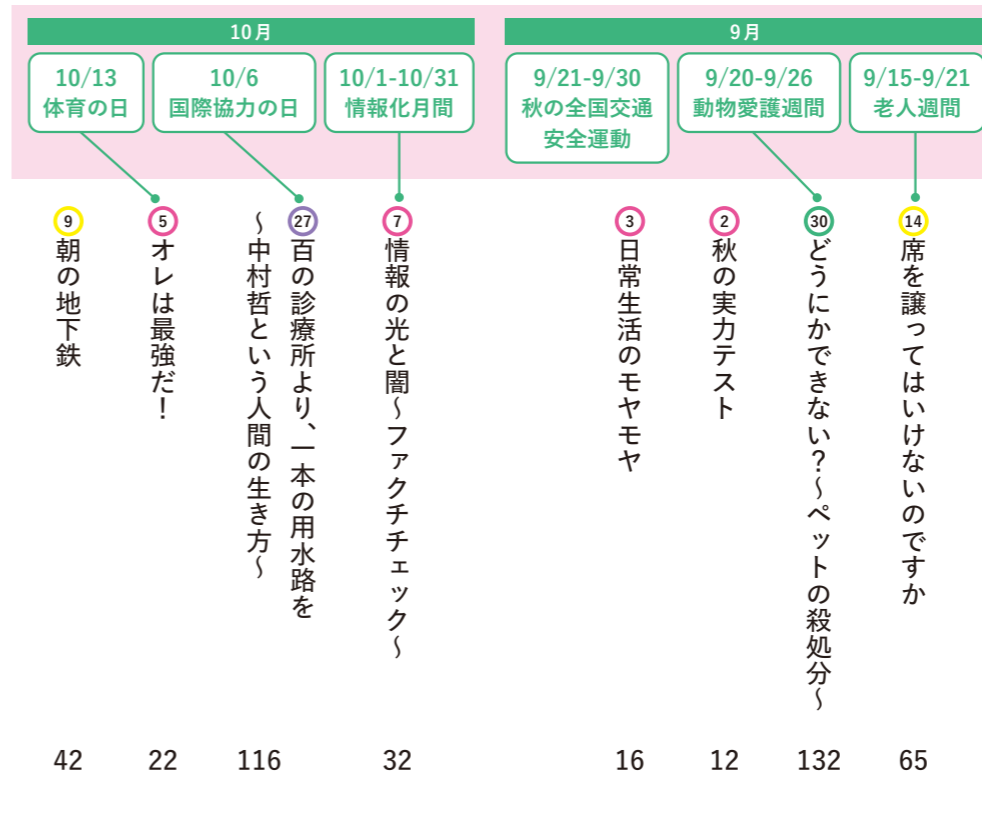 9月
9/15-9/21
老人週間
9/20-9/26
動物愛護週間
9/21-9/30
秋の全国交通
安全運動
14
席を譲ってはいけないのですか
65
30
どうにかできない?~ペットの殺処分~
132
2
秋の実力テスト
12
3
日常生活のモヤモヤ
16
10月
10/1-10/31
情報化月間
10/6
国際協力の日
10/13
体育の日
7
情報の光と闇~ファクチチェック~
32
27
百の診療所より、一本の用水路を
~中村哲という人間の生き方~
116
5
オレは最強だ!
22
9
朝の地下鉄
42